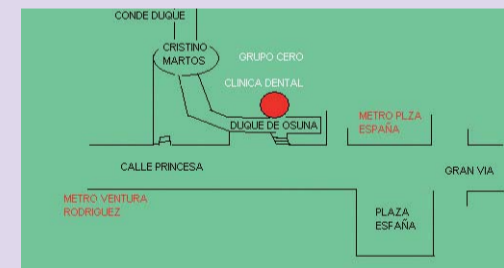 CONDE DUQUE
CRISTINO
MARTOS
GRUPO CERO
CLINICA DENTAL
DUQUE DE OSUNA
METRO PLZA
ESPAÑA
CALLE PRINCESA
GRAN VIA
METRO VENTURA
RODRIGUEZ
PLAZA
ESPAÑA